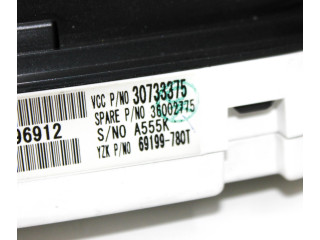 VCC P/NO 30733375
SPARE P/NO 36002775
S/NO A555K
96912
YZK P/NO 69199-780T